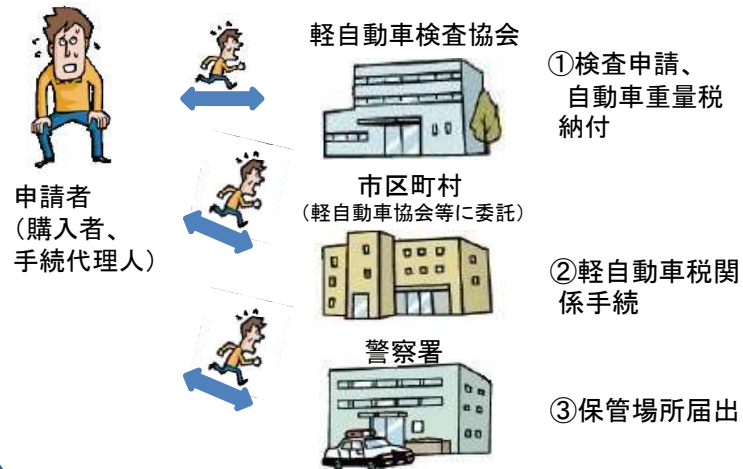 軽自動車検査協会
①検査申請、
自動車重量税
納付
申請者
(購入者、
手続代理人)
市区町村
(軽自動車協会等に委託)
②軽自動車税関
係手続
警察署
③保管場所届出